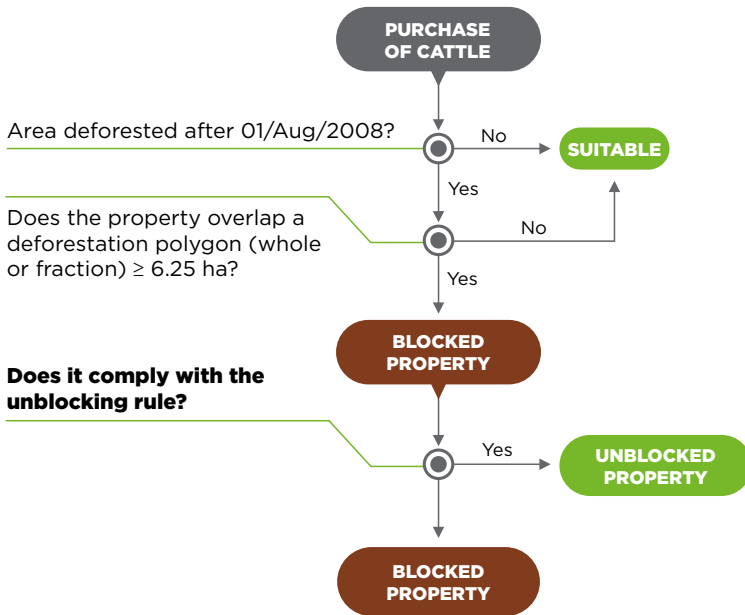 PURCHASE
OF CATTLE
Area deforested after 01/Aug/2008?
No
SUITABLE
Yes
Does the property overlap a
deforestation polygon (whole
or fraction) ≥ 6.25 ha?
No
Yes
BLOCKED
PROPERTY
Does it comply with the
unblocking rule?
Yes
UNBLOCKED
PROPERTY
BLOCKED
PROPERTY